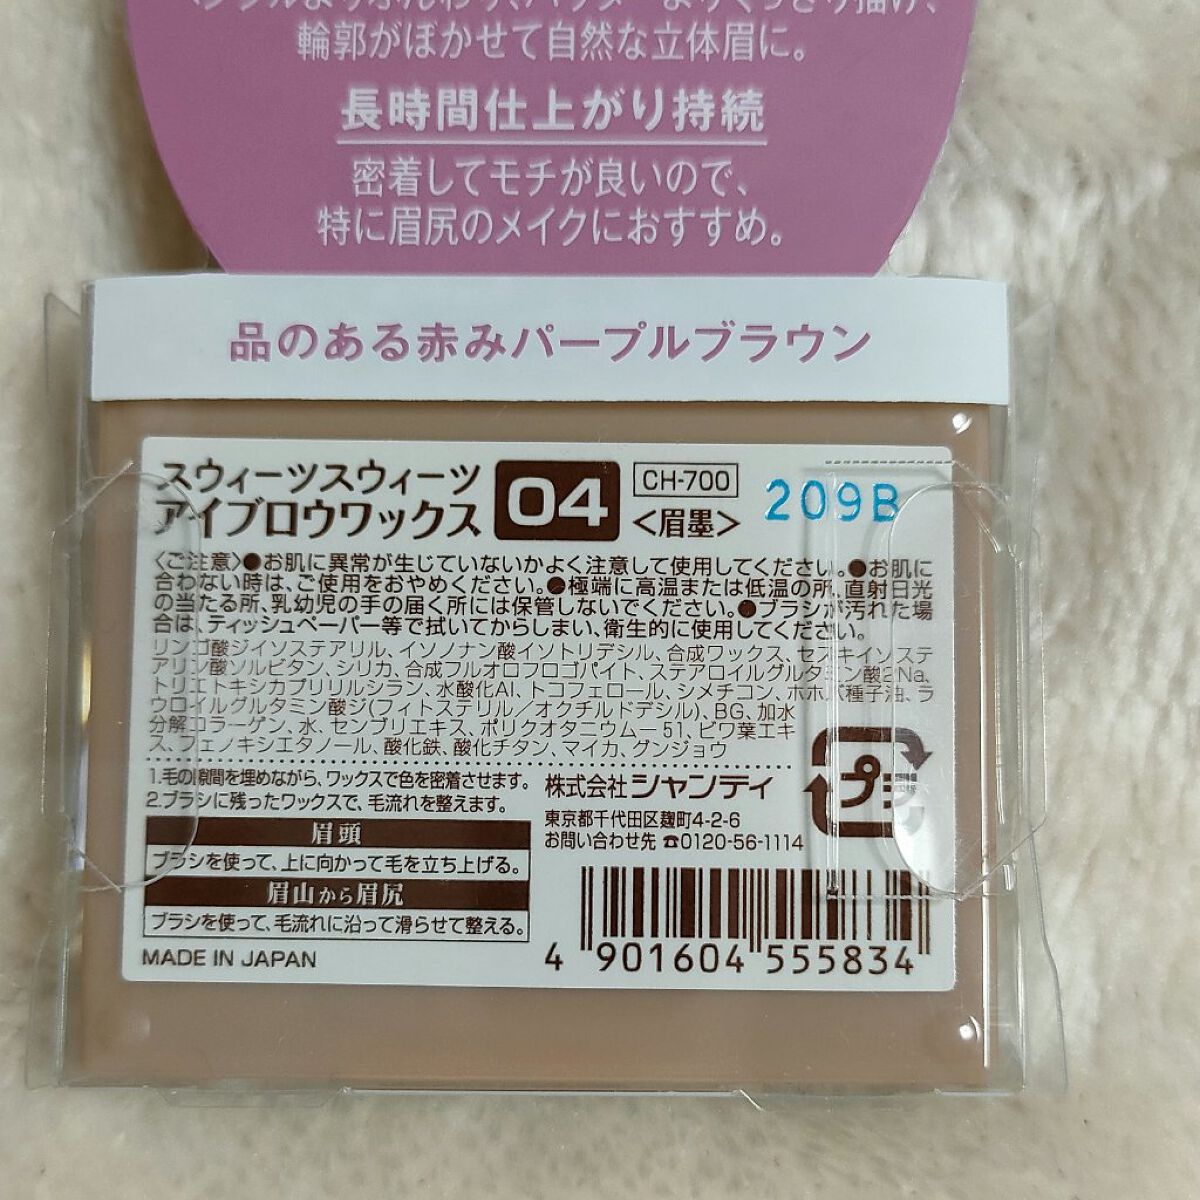 ペンシルよりふんわり、パウダーよりくっきり描け、
輪郭がぼかせて自然な立体眉に。
長時間仕上がり持続
密着してモチが良いので、
特に眉尻のメイクにおすすめ。
品のある赤みパープルブラウン
スウィーツスウィーツ
アイブロウワックス
04
CH-700
<眉墨>
209B
〈ご注意〉●お肌に異常が生じていないかよく注意して使用してください。●お肌に
合わない時は、ご使用をおやめください。●極端に高温または低温の所、直射日光
の当たる所、乳幼児の手の届く所には保管しないでください。●ブラシが汚れた場
合は、ティッシュペーパー等で拭いてからしまい、衛生的に使用してください。
リンゴ酸ジイソステアリル、イソノナン酸イソトリデシル、合成ワックス、セスキイソステ
アリン酸ソルビタン、シリカ、合成フルオロフロゴパイト、ステアロイルグルタミン酸2Na、
トリエトキシカプリリルシラン、水酸化Al、トコフェロール、シメチコン、ホホバ種子油、ラ
ウロイルグルタミン酸ジ(フィトステリル/オクチルドデシル)、BG、加水
分解コラーゲン、水、センブリエキス、ポリクオタニウム-51、ビワ葉エキ
ス、フェノキシエタノール、酸化鉄、酸化チタン、マイカ、グンジョウ
1.毛の隙間を埋めながら、ワックスで色を密着させます。
2.ブラシに残ったワックスで、毛流れを整えます。
眉頭
ブラシを使って、上に向かって毛を立ち上げる。
眉山から眉尻
ブラシを使って、毛流れに沿って滑らせて整える。
MADE IN JAPAN
株式会社シャンティ
東京都千代田区麹町4-2-6
お問い合わせ先 ☎0120-56-1114
プラ
4 901604 555834